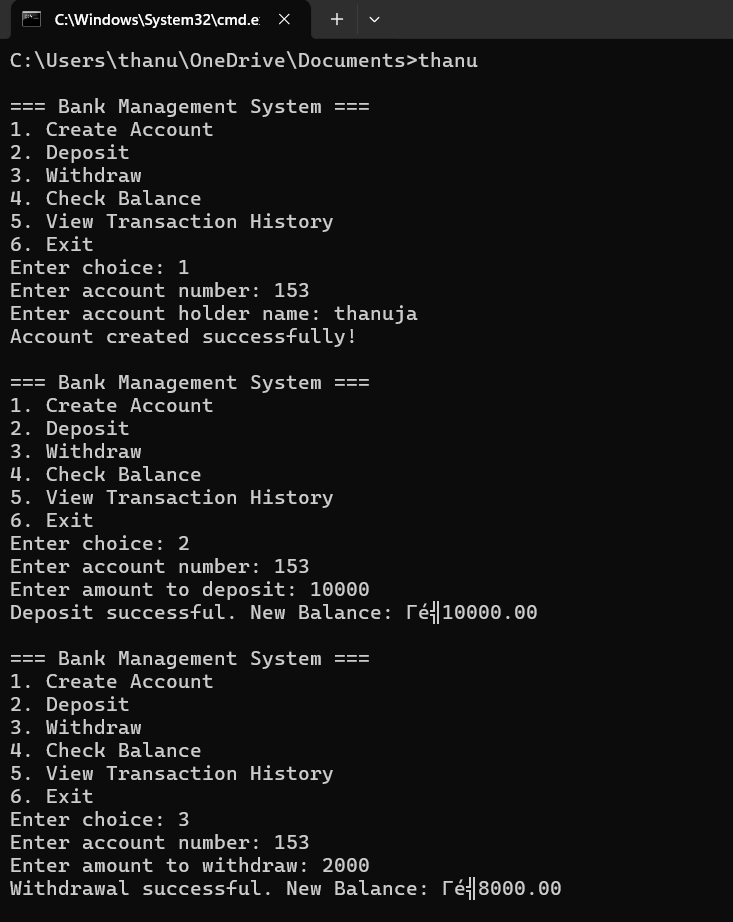 C:\Windows\System32\cmd.e
C:\Users\thanu\OneDrive\Documents>thanu
=== Bank Management System ===
1. Create Account
2. Deposit
3. Withdraw
4. Check Balance
5. View Transaction History
6. Exit
Enter choice: 1
Enter account number: 153
Enter account holder name: thanuja
Account created successfully!
=== Bank Management System ===
1. Create Account
2. Deposit
3. Withdraw
4. Check Balance
5. View Transaction History
6. Exit
Enter choice: 2
Enter account number: 153
Enter amount to deposit: 10000
Deposit successful. New Balance: Γé╣10000.00
=== Bank Management System ===
1. Create Account
2. Deposit
3. Withdraw
4. Check Balance
5. View Transaction History
6. Exit
Enter choice: 3
Enter account number: 153
Enter amount to withdraw: 2000
Withdrawal successful. New Balance: Γé╣8000.00